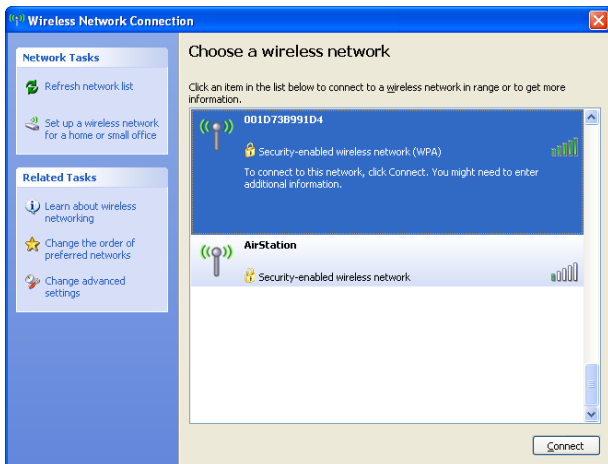 Wireless Network Connection
Network Tasks
Refresh network list
Set up a wireless network
for a home or small office
Related Tasks
Learn about wireless
networking
Change the order of
preferred networks
Change advanced
settings
Choose a wireless network
Click an item in the list below to connect to a wireless network in range or to get more
information.
001D73B991D4
Security-enabled wireless network (WPA)
To connect to this network, click Connect. You might need to enter
additional information.
AirStation
Security-enabled wireless network
Connect